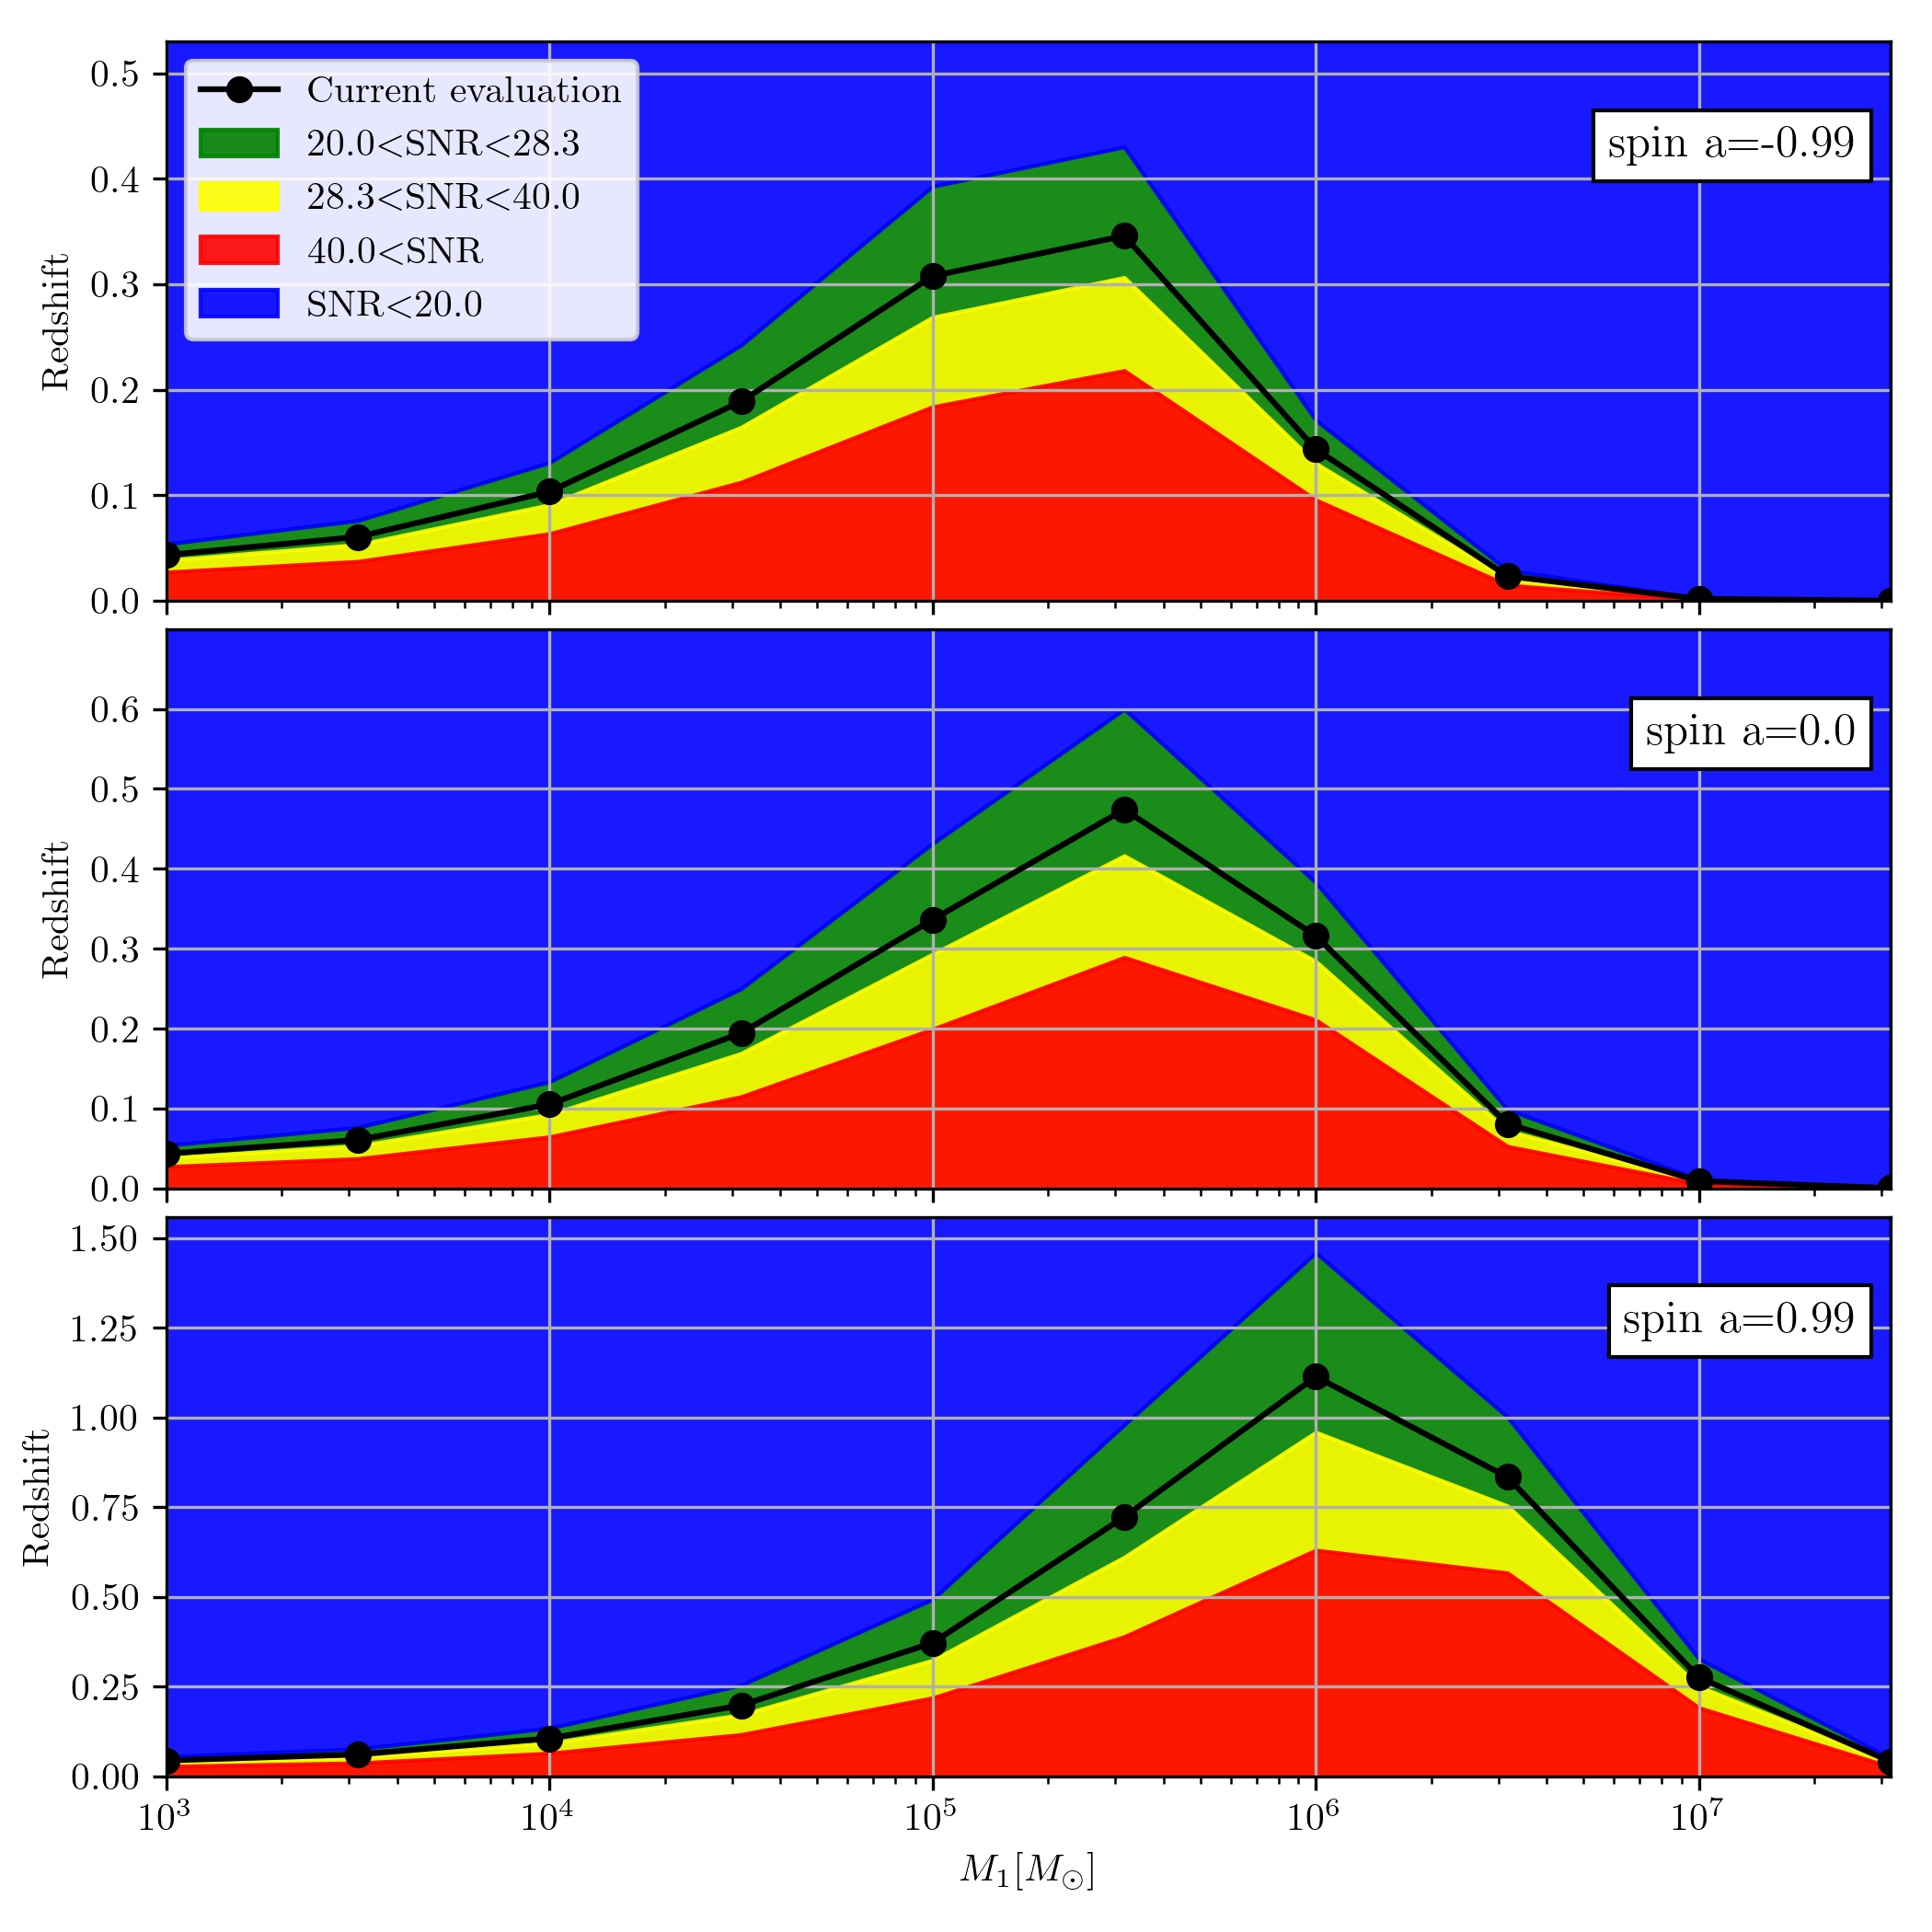 0.5
0.4
0.3
0.2
0.1
0.0
Redshift
Current evaluation
20.0<SNR<28.3
28.3<SNR<40.0
40.0<SNR
SNR<20.0
spin a=-0.99
0.6
0.5
0.4
0.3
0.2
0.1
0.0
Redshift
spin a=0.0
1.50
1.25
1.00
0.75
0.50
0.25
0.00
Redshift
spin a=0.99
10³ 10⁴ 10⁵ 10⁶ 10⁷
M₁[M☉]